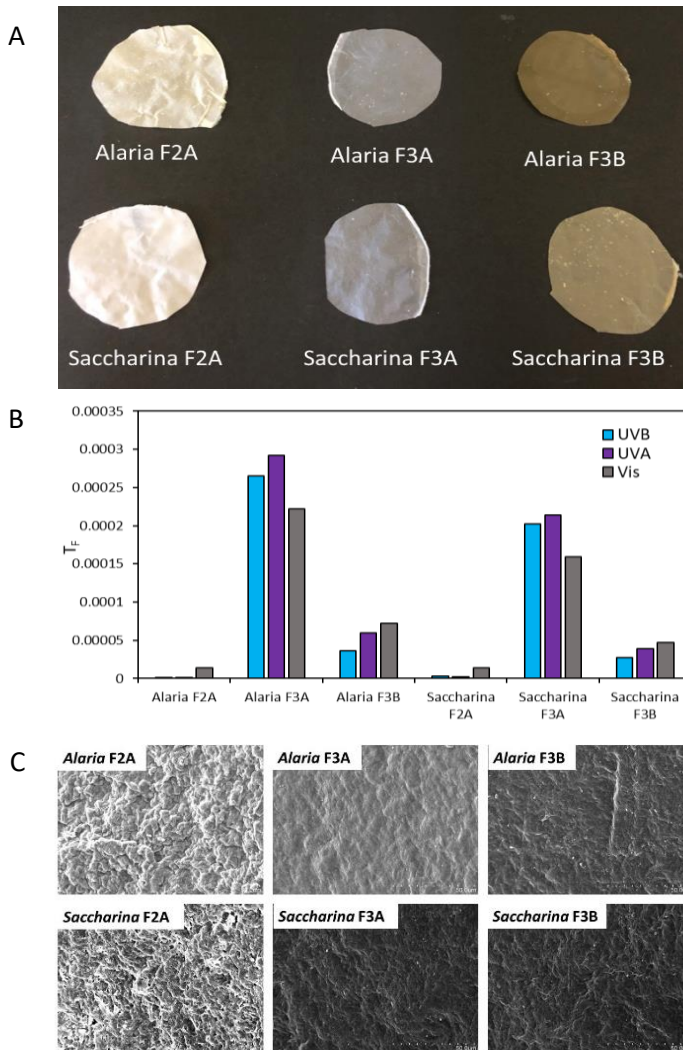 A
Alaria F2A
Alaria F3A
Alaria F3B
Saccharina F2A
Saccharina F3A
Saccharina F3B
B
0.00035
0.0003
0.00025
0.0002
0.00015
0.0001
0.00005
0
T_F
UVB
UVA
Vis
Alaria F2A
Alaria F3A
Alaria F3B
Saccharina
F2A
Saccharina
F3A
Saccharina
F3B
C
Alaria F2A
Alaria F3A
Alaria F3B
Saccharina F2A
Saccharina F3A
Saccharina F3B